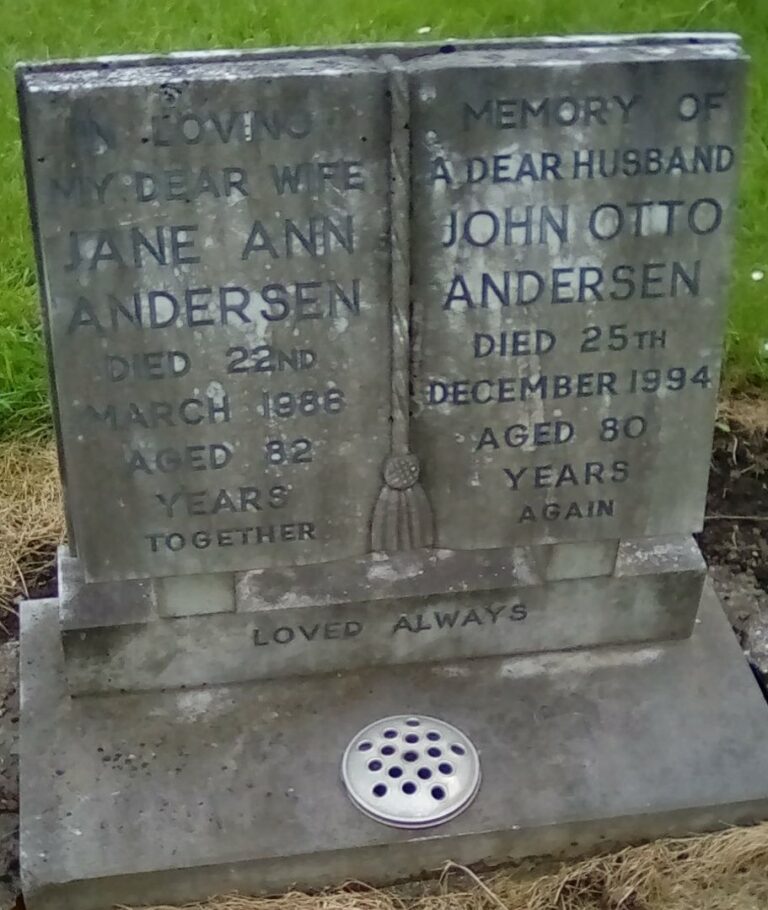 IN LOVING
MY DEAR WIFE
JANE ANN
ANDERSEN
DIED 22ND
MARCH 1986
AGED 82
YEARS
TOGETHER
MEMORY OF
A DEAR HUSBAND
JOHN OTTO
ANDERSEN
DIED 25TH
DECEMBER 1994
AGED 80
YEARS
AGAIN
LOVED ALWAYS